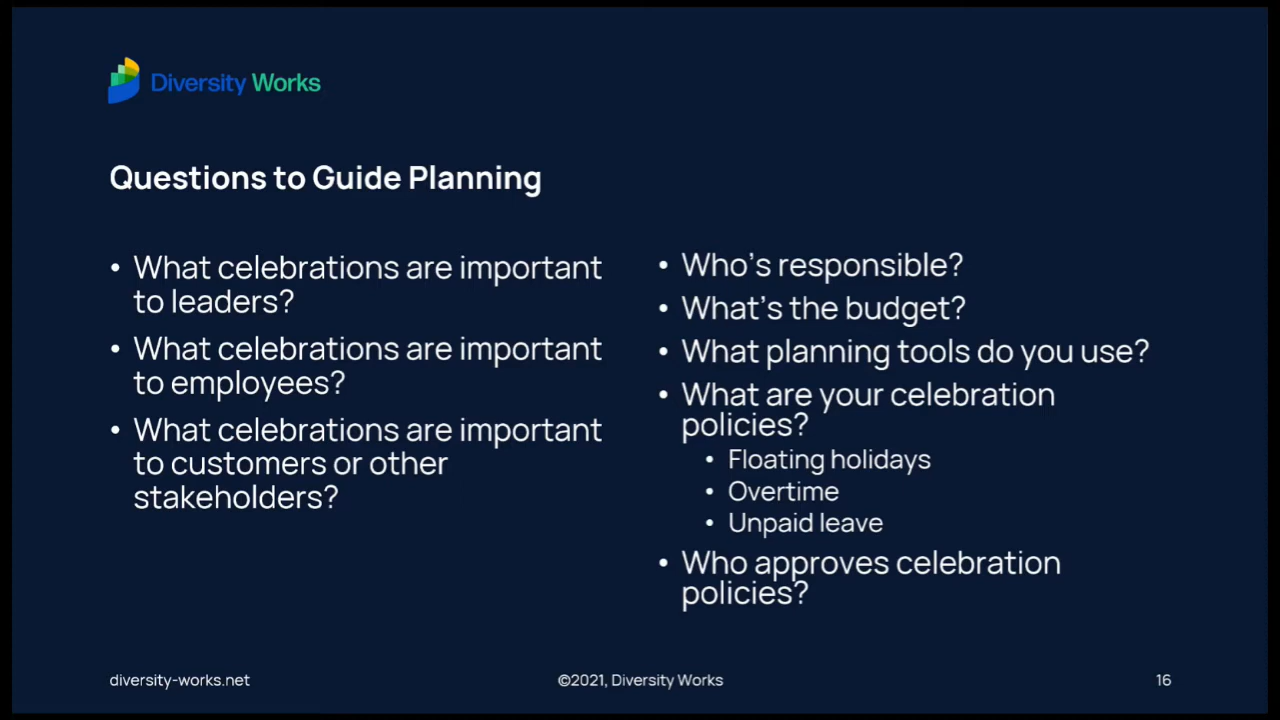 Diversity Works
Questions to Guide Planning
• What celebrations are important
to leaders?
• What celebrations are important
to employees?
• What celebrations are important
to customers or other
stakeholders?
• Who's responsible?
• What's the budget?
• What planning tools do you use?
• What are your celebration
policies?
• Floating holidays
• Overtime
• Unpaid leave
• Who approves celebration
policies?
diversity-works.net
©2021, Diversity Works
16